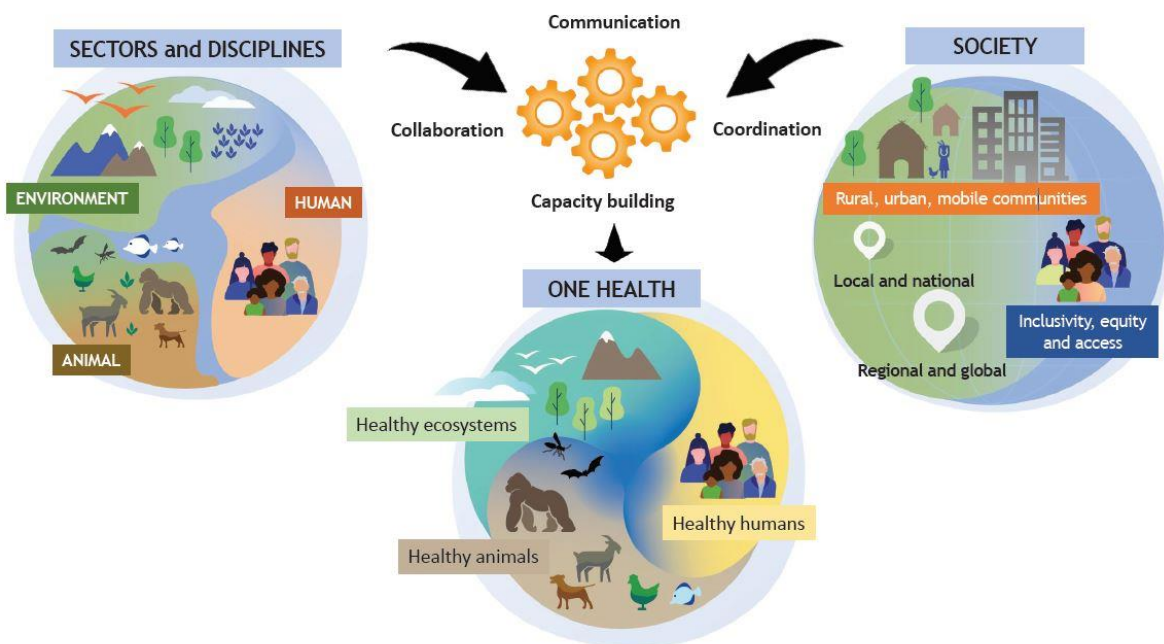 SECTORS and DISCIPLINES
ENVIRONMENT
HUMAN
ANIMAL
Communication
Collaboration
Coordination
Capacity building
SOCIETY
Rural, urban, mobile communities
Local and national
Inclusivity, equity
and access
Regional and global
ONE HEALTH
Healthy ecosystems
Healthy humans
Healthy animals